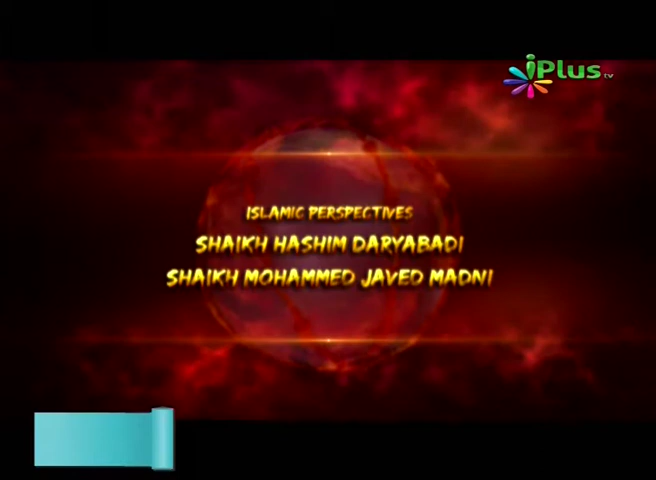 iPlus tv
ISLAMIC PERSPECTIVES
SHAIKH HASHIM DARYABADI
SHAIKH MOHAMMED JAVED MADNI